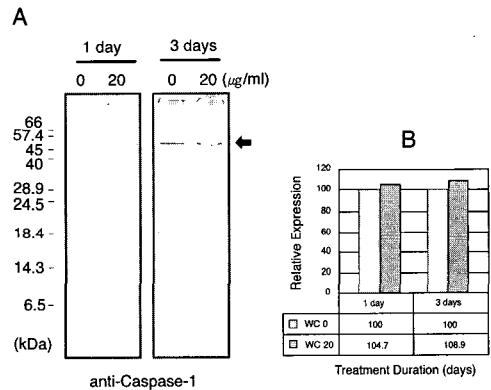 A
1 day
3 days
0 20 0 20 (µg/ml)
66
57.4
45
40
28.9
24.5
18.4
14.3
6.5
(kDa)
anti-Caspase-1
B
Relative Expression
120
100
80
60
40
20
0
1 day 3 days
WC 0 100 100
WC 20 104.7 108.9
Treatment Duration (days)